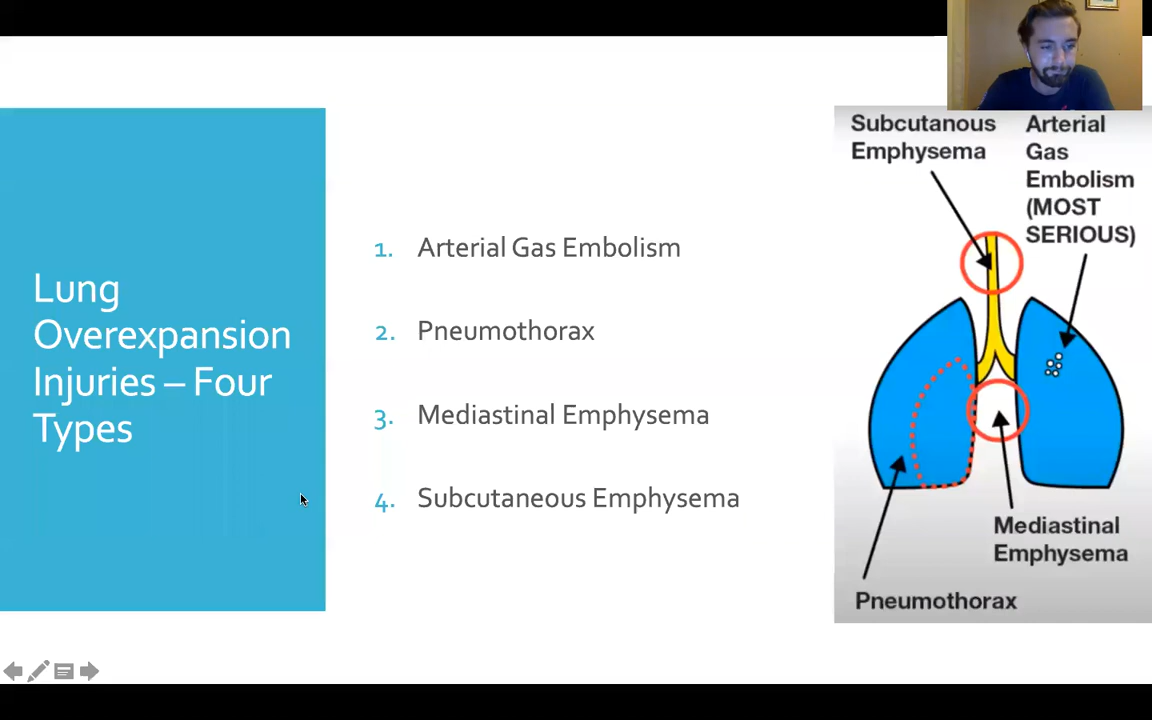 Lung
Overexpansion
Injuries – Four
Types
1. Arterial Gas Embolism
2. Pneumothorax
3. Mediastinal Emphysema
4. Subcutaneous Emphysema
Subcutanous
Emphysema
Arterial
Gas
Embolism
(MOST
SERIOUS)
Mediastinal
Emphysema
Pneumothorax